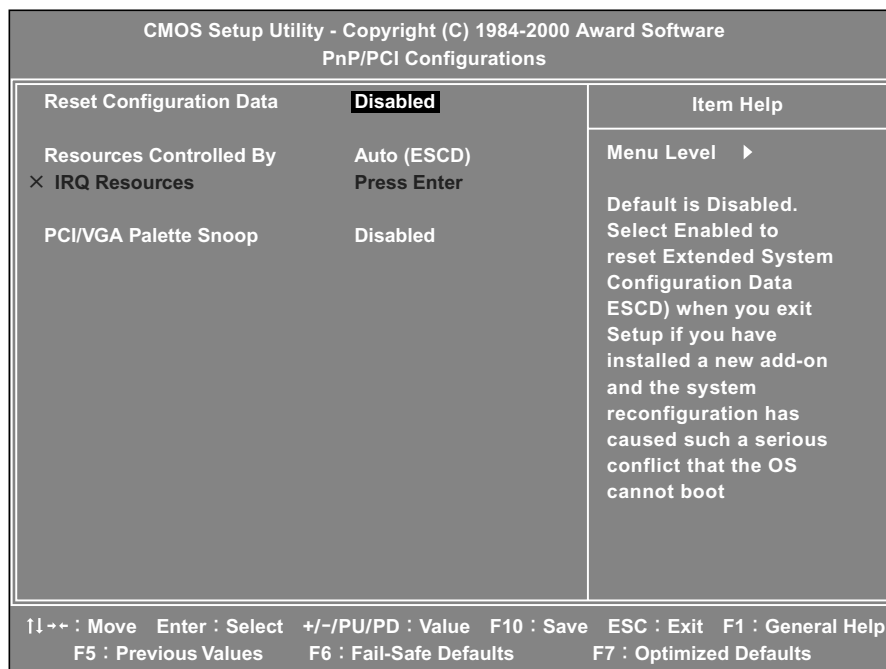 CMOS Setup Utility - Copyright (C) 1984-2000 Award Software
PnP/PCI Configurations
Reset Configuration Data Disabled
Resources Controlled By Auto (ESCD)
× IRQ Resources Press Enter
PCI/VGA Palette Snoop Disabled
Item Help
Menu Level ▶
Default is Disabled.
Select Enabled to
reset Extended System
Configuration Data
ESCD) when you exit
Setup if you have
installed a new add-on
and the system
reconfiguration has
caused such a serious
conflict that the OS
cannot boot
↑↓→←:Move Enter:Select +/-/PU/PD:Value F10:Save ESC:Exit F1:General Help
F5:Previous Values F6:Fail-Safe Defaults F7:Optimized Defaults